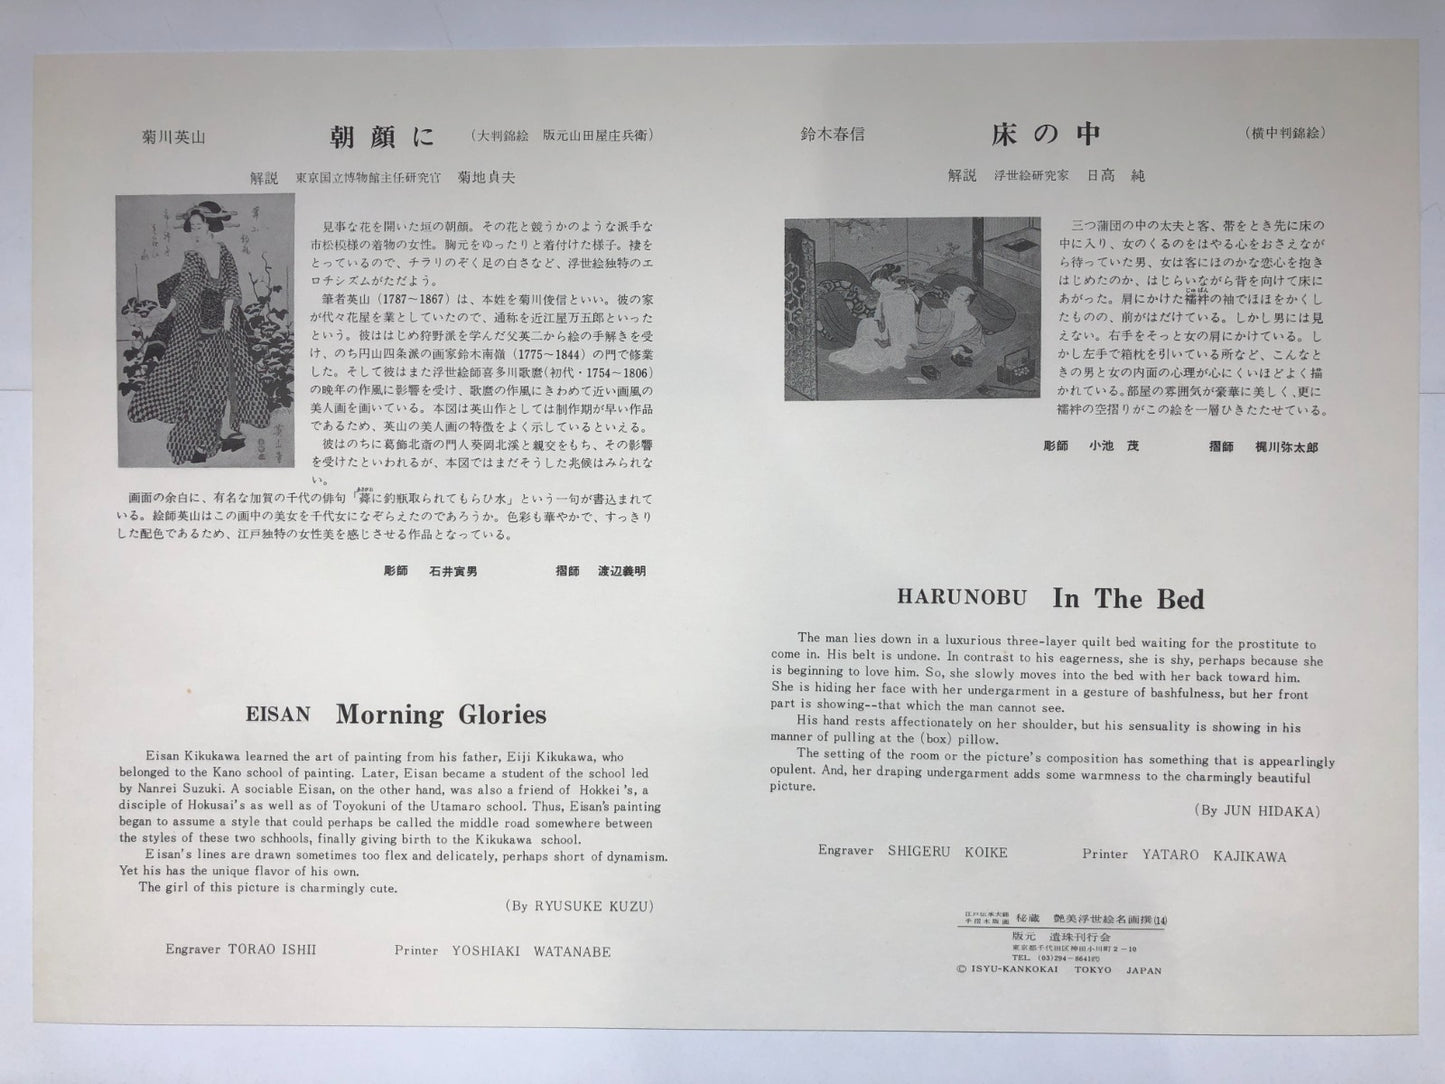 菊川英山　朝顔に　（大判錦絵　版元山田屋庄兵衛）
解説　東京国立博物館主任研究官　菊地貞夫
見事な花を開いた垣の朝顔。その花と競うかのような派手な
市松模様の着物の女性。胸元をゆったりと着付けた様子。褄を
とっているので、チラリのぞく足の白さなど、浮世絵独特のエ
ロチシズムがただよう。
筆者英山（1787～1867）は、本姓を菊川俊信といい。彼の家
が代々花屋を業としていたので、通称を近江屋万五郎といった
という。彼ははじめ狩野派を学んだ父英二から絵の手解きを受
け、のち円山四条派の画家鈴木南嶺（1775～1844）の門で修業
した。そして彼はまた浮世絵師喜多川歌麿（初代・1754～1806）
の晩年の作風に影響を受け、歌麿の作風にきわめて近い画風の
美人画を画いている。本図は英山作としては制作期が早い作品
であるため、英山の美人画の特徴をよく示しているといえる。
彼はのちに葛飾北斎の門人葵岡北渓と親交をもち、その影響
を受けたといわれるが、本図ではまだそうした兆候はみられな
い。
画面の余白に、有名な加賀の千代の俳句「蕣に釣瓶取られてもらひ水」という一句が書込まれて
いる。絵師英山はこの画中の美女を千代女になぞらえたのであろうか。色彩も華やかで、すっきり
した配色であるため、江戸独特の女性美を感じさせる作品となっている。
彫師　石井寅男　摺師　渡辺義明
EISAN Morning Glories
Eisan Kikukawa learned the art of painting from his father, Eiji Kikukawa, who
belonged to the Kano school of painting. Later, Eisan became a student of the school led
by Nanrei Suzuki. A sociable Eisan, on the other hand, was also a friend of Hokkei's, a
disciple of Hokusai's as well as of Toyokuni of the Utamaro school. Thus, Eisan's painting
began to assume a style that could perhaps be called the middle road somewhere between
the styles of these two schhools, finally giving birth to the Kikukawa school.
Eisan's lines are drawn sometimes too flex and delicately, perhaps short of dynamism.
Yet his has the unique flavor of his own.
The girl of this picture is charmingly cute.
(By RYUSUKE KUZU)
Engraver TORAO ISHII Printer YOSHIAKI WATANABE
鈴木春信　床の中　（横中判錦絵）
解説　浮世絵研究家　日高　純
三つ蒲団の中の太夫と客、帯をとき先に床の
中に入り、女のくるのをはやる心をおさえなが
ら待っていた男、女は客にほのかな恋心を抱き
はじめたのか、はじらいながら背を向けて床に
あがった。肩にかけた襦袢の袖でほほをかくし
たものの、前がはだけている。しかし男には見
えない。右手をそっと女の肩にかけている。し
かし左手で箱枕を引いている所など、こんなと
きの男と女の内面の心理が心にくいほどよく描
かれている。部屋の雰囲気が豪華に美しく、更に
襦袢の空摺りがこの絵を一層ひきたたせている。
彫師　小池　茂　摺師　梶川弥太郎
HARUNOBU In The Bed
The man lies down in a luxurious three-layer quilt bed waiting for the prostitute to
come in. His belt is undone. In contrast to his eagerness, she is shy, perhaps because she
is beginning to love him. So, she slowly moves into the bed with her back toward him.
She is hiding her face with her undergarment in a gesture of bashfulness, but her front
part is showing--that which the man cannot see.
His hand rests affectionately on her shoulder, but his sensuality is showing in his
manner of pulling at the (box) pillow.
The setting of the room or the picture's composition has something that is appearlingly
opulent. And, her draping undergarment adds some warmness to the charmingly beautiful
picture.
(By JUN HIDAKA)
Engraver SHIGERU KOIKE Printer YATARO KAJIKAWA
江戸伝承木版
手摺木版画　秘蔵　艶美浮世絵名画撰(14)
版元　遺珠刊行会
東京都千代田区神田小川町2－10
TEL. (03)294－8641㈹
© ISYU-KANKOKAI TOKYO JAPAN